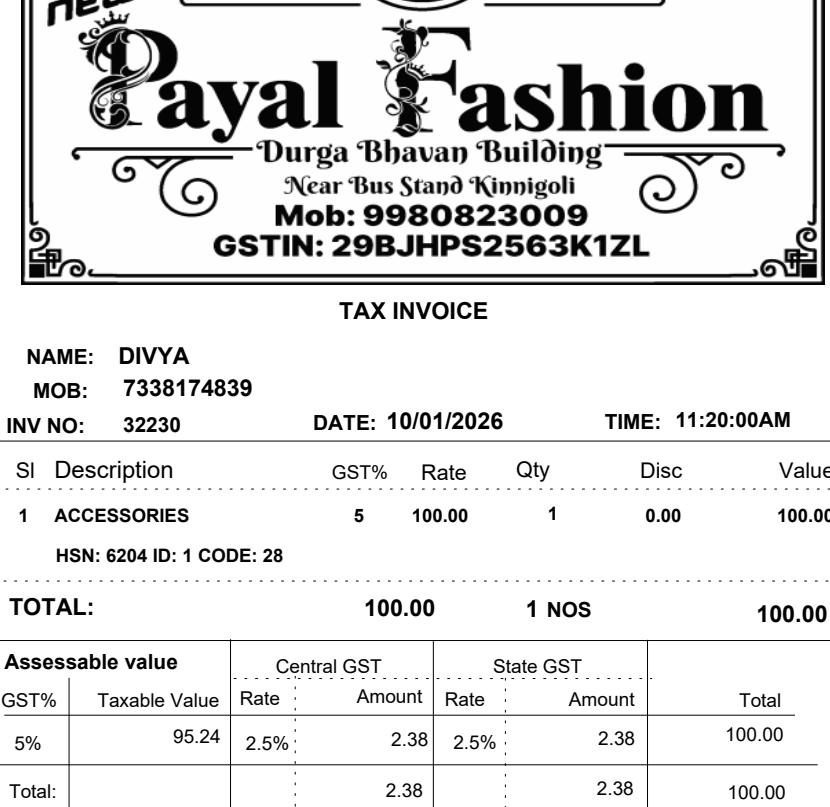 new
Payal Fashion
Durga Bhavan Building
Near Bus Stand Kinnigoli
Mob: 9980823009
GSTIN: 29BJHPS2563K1ZL
TAX INVOICE
NAME: DIVYA
MOB: 7338174839
INV NO: 32230 DATE: 10/01/2026 TIME: 11:20:00AM
Sl Description GST% Rate Qty Disc Value
1 ACCESSORIES 5 100.00 1 0.00 100.00
HSN: 6204 ID: 1 CODE: 28
TOTAL: 100.00 1 NOS 100.00
Assessable value Central GST State GST
GST% Taxable Value Rate Amount Rate Amount Total
5% 95.24 2.5% 2.38 2.5% 2.38 100.00
Total: 2.38 2.38 100.00